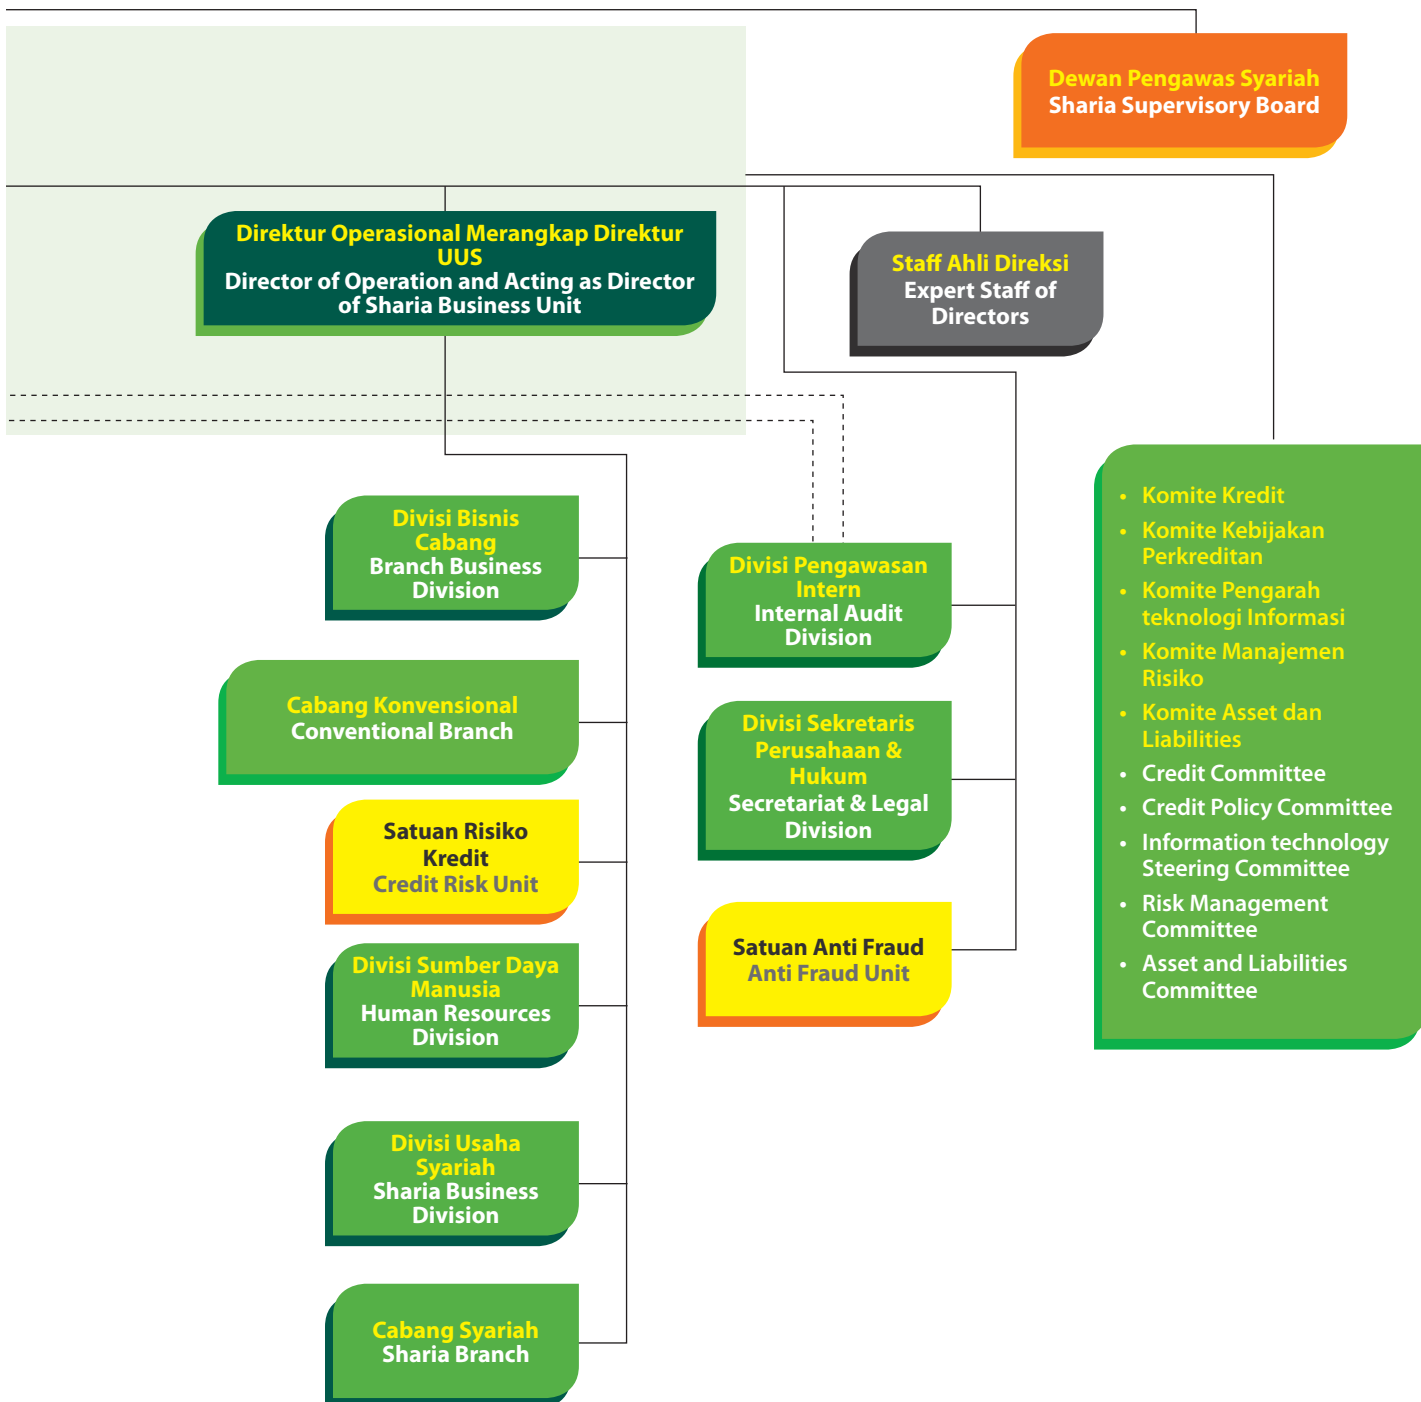 Dewan Pengawas Syariah
Sharia Supervisory Board
Direktur Operasional Merangkap Direktur
UUS
Director of Operation and Acting as Director
of Sharia Business Unit
Staff Ahli Direksi
Expert Staff of
Directors
Divisi Bisnis
Cabang
Branch Business
Division
Cabang Konvensional
Conventional Branch
Satuan Risiko
Kredit
Credit Risk Unit
Divisi Sumber Daya
Manusia
Human Resources
Division
Divisi Usaha
Syariah
Sharia Business
Division
Cabang Syariah
Sharia Branch
Divisi Pengawasan
Intern
Internal Audit
Division
Divisi Sekretaris
Perusahaan &
Hukum
Secretariat & Legal
Division
Satuan Anti Fraud
Anti Fraud Unit
• Komite Kredit
• Komite Kebijakan
Perkreditan
• Komite Pengarah
teknologi Informasi
• Komite Manajemen
Risiko
• Komite Asset dan
Liabilities
• Credit Committee
• Credit Policy Committee
• Information technology
Steering Committee
• Risk Management
Committee
• Asset and Liabilities
Committee